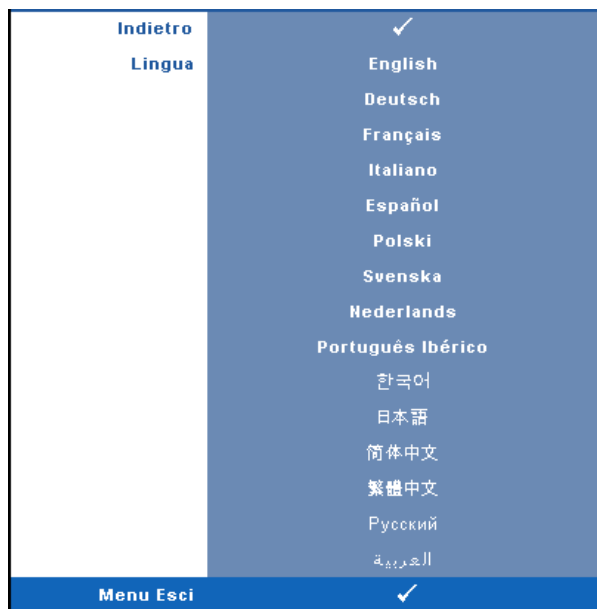 Indietro ✓
Lingua English
Deutsch
Français
Italiano
Español
Polski
Svenska
Nederlands
Português Ibérico
한국어
日本語
简体中文
繁體中文
Русский
العربية
Menu Esci ✓